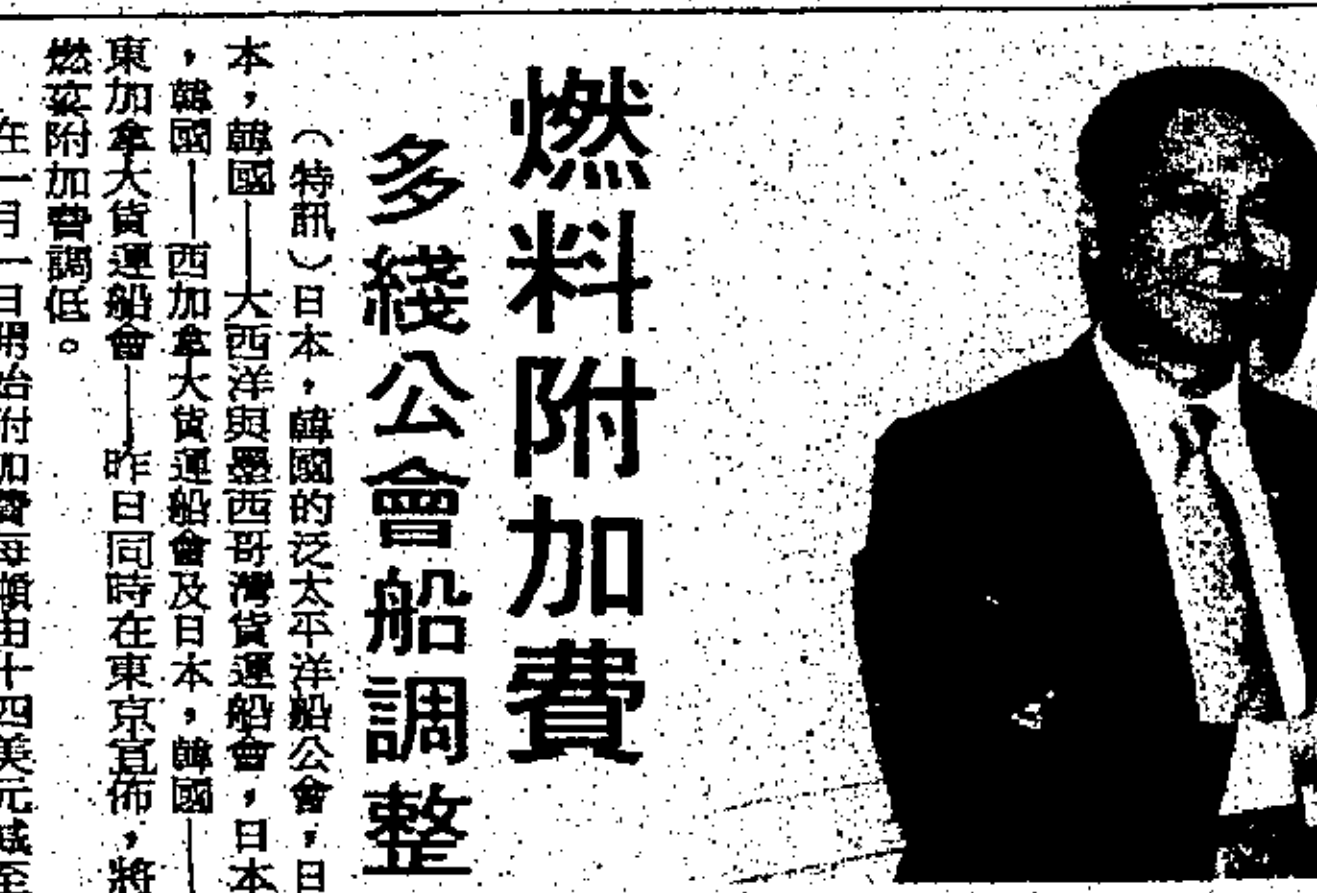 燃料附加費
多綫公會船調整
（特訊）日本，韓國的泛太平洋船公會，日
本，韓國——大西洋與墨西哥灣貨運船會，日本
，韓國——西加拿大貨運船會及日本，韓國——
東加拿大貨運船會——昨日同時在東京宣佈，將
燃炭附加費調低。
在一月一日開始附加費每頓由十四美元減至